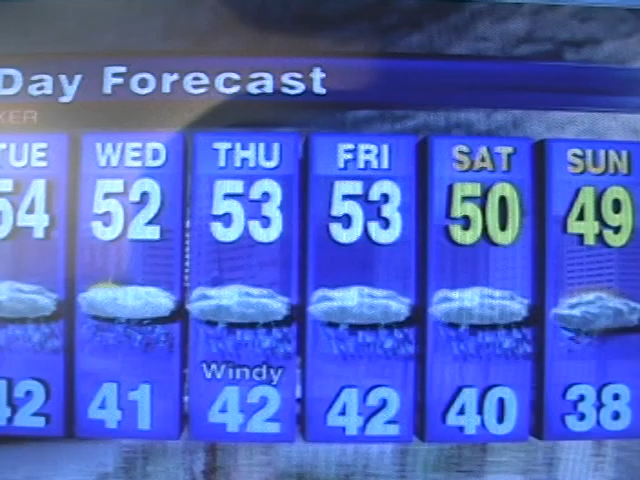 Day Forecast
KER
TUE WED THU FRI SAT SUN
54 52 53 53 50 49
Windy
42 41 42 42 40 38